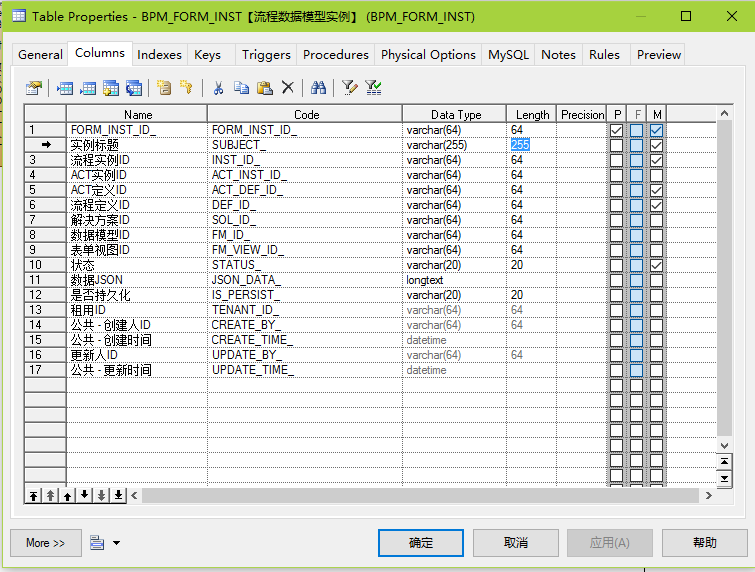 Table Properties - BPM_FORM_INST【流程数据模型实例】 (BPM_FORM_INST)
General Columns Indexes Keys Triggers Procedures Physical Options MySQL Notes Rules Preview
Name Code Data Type Length Precision P F M
1 FORM_INST_ID_ FORM_INST_ID_ varchar(64) 64
实例标题 SUBJECT_ varchar(255) 255
3 流程实例ID INST_ID_ varchar(64) 64
4 ACT实例ID ACT_INST_ID_ varchar(64) 64
5 ACT定义ID ACT_DEF_ID_ varchar(64) 64
6 流程定义ID DEF_ID_ varchar(64) 64
7 解决方案ID SOL_ID_ varchar(64) 64
8 数据模型ID FM_ID_ varchar(64) 64
9 表单视图ID FM_VIEW_ID_ varchar(64) 64
10 状态 STATUS_ varchar(20) 20
11 数据JSON JSON_DATA_ longtext
12 是否持久化 IS_PERSIST_ varchar(20) 20
13 租用ID TENANT_ID_ varchar(64) 64
14 公共 - 创建人ID CREATE_BY_ varchar(64) 64
15 公共 - 创建时间 CREATE_TIME_ datetime
16 更新人ID UPDATE_BY_ varchar(64) 64
17 公共 - 更新时间 UPDATE_TIME_ datetime
More >> 确定 取消 应用(A) 帮助